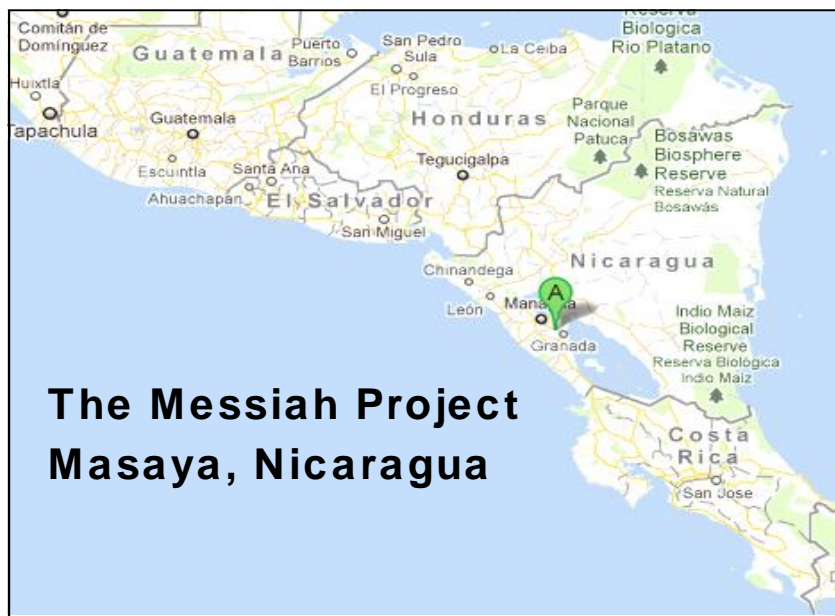 Comitán de
Domínguez
Huixtla
Tapachula
Guatemala
Puerto
Barrios
San Pedro
Sula
El Progreso
La Ceiba
Reserva
Biologica
Rio Platano
Guatemala
Escuintla
Santa Ana
Ahuachapán
El Salvador
San Miguel
Honduras
Tegucigalpa
Parque
Nacional
Patuca
Bosawas
Biosphere
Reserve
Reserva Natural
Bosawás
Chinandega
León
Nicaragua
A
Granada
Indio Maiz
Biological
Reserve
Reserva Biológica
Indio Maiz
Costa
Rica
San Jose
The Messiah Project
Masaya, Nicaragua